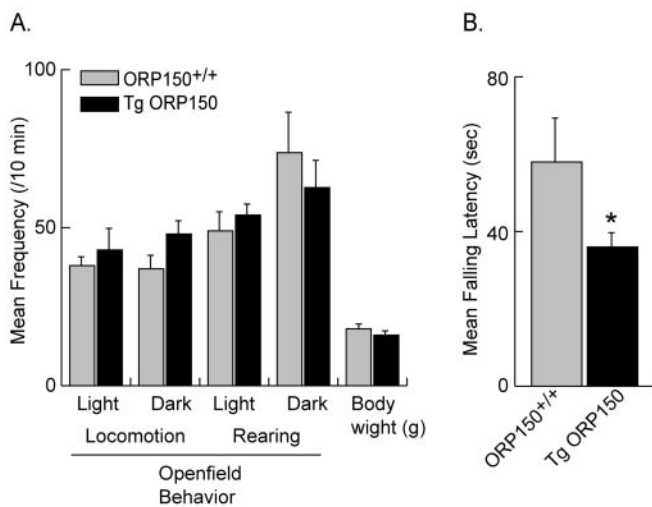 A.
100
50
0
Mean Frequency (/10 min)
ORP150+/+
Tg ORP150
Light Dark Light Dark Body
wight (g)
Locomotion Rearing
Openfield
Behavior
B.
80
40
0
Mean Falling Latency (sec)
*
ORP150+/+
Tg ORP150